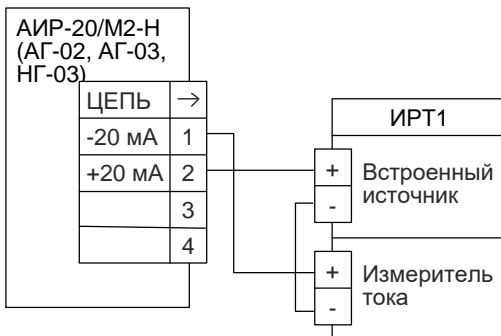 АИР-20/М2-Н
(АГ-02, АГ-03,
НГ-03)
ЦЕПЬ →
-20 мА 1
+20 мА 2
3
4
ИРТ1
+
-
Встроенный
источник
+
-
Измеритель
тока